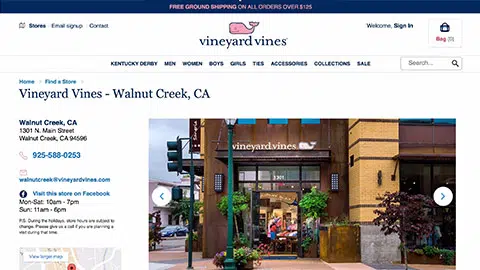 FREE GROUND SHIPPING ON ALL ORDERS OVER $125
Stores Email signup Contact
Welcome, Sign In
vineyard vines
Bag (0)
KENTUCKY DERBY MEN WOMEN BOYS GIRLS TIES ACCESSORIES COLLECTIONS SALE
Search...
Home > Find a Store >
Vineyard Vines - Walnut Creek, CA
Walnut Creek, CA
1301 N. Main Street
Walnut Creek, CA 94596
925-588-0253
walnutcreek@vineyardvines.com
Visit this store on Facebook
Mon-Sat: 10am - 7pm
Sun: 11am - 6pm
P.S. During the holidays, store hours are subject to
change. Please give us a call if you are planning a
visit during that time.
View larger map
vineyard vines
1301